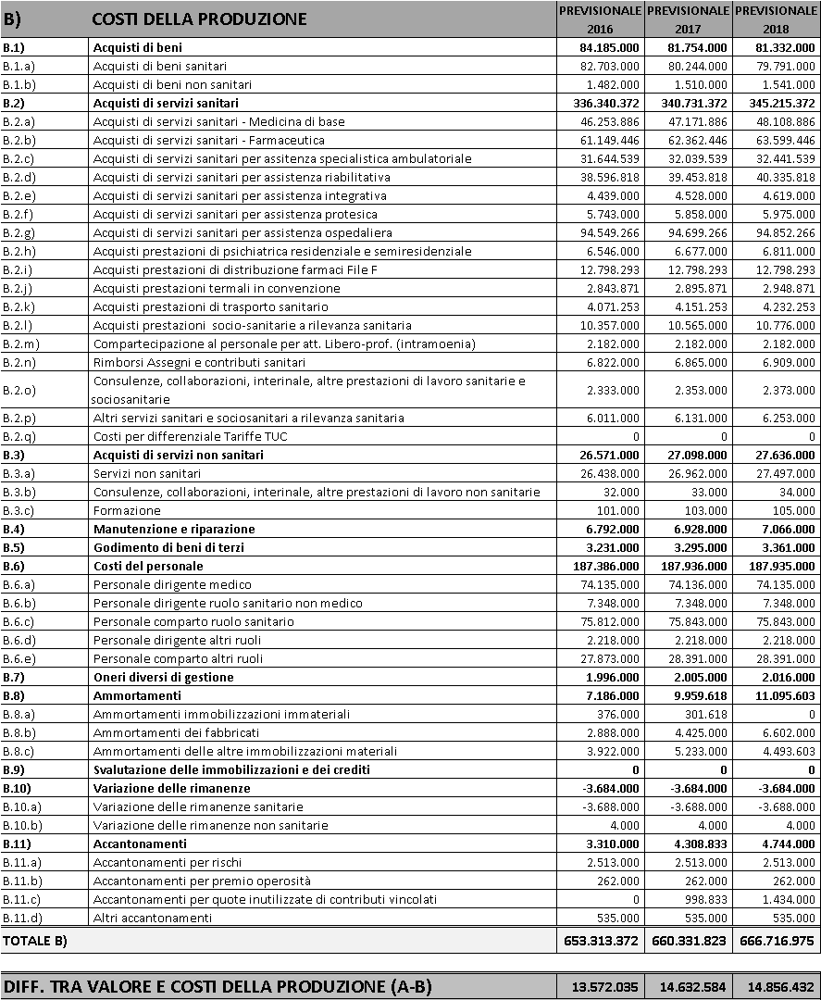 B) COSTI DELLA PRODUZIONE PREVISIONALE 2016 PREVISIONALE 2017 PREVISIONALE 2018
B.1) Acquisti di beni 84.185.000 81.754.000 81.332.000
B.1.a) Acquisti di beni sanitari 82.703.000 80.244.000 79.791.000
B.1.b) Acquisti di beni non sanitari 1.482.000 1.510.000 1.541.000
B.2) Acquisti di servizi sanitari 336.340.372 340.731.372 345.215.372
B.2.a) Acquisti di servizi sanitari - Medicina di base 46.253.886 47.171.886 48.108.886
B.2.b) Acquisti di servizi sanitari - Farmaceutica 61.149.446 62.362.446 63.599.446
B.2.c) Acquisti di servizi sanitari per assitenza specialistica ambulatoriale 31.644.539 32.039.539 32.441.539
B.2.d) Acquisti di servizi sanitari per assistenza riabilitativa 38.596.818 39.453.818 40.335.818
B.2.e) Acquisti di servizi sanitari per assistenza integrativa 4.439.000 4.528.000 4.619.000
B.2.f) Acquisti di servizi sanitari per assistenza protesica 5.743.000 5.858.000 5.975.000
B.2.g) Acquisti di servizi sanitari per assistenza ospedaliera 94.549.266 94.699.266 94.852.266
B.2.h) Acquisti prestazioni di psichiatrica residenziale e semiresidenziale 6.546.000 6.677.000 6.811.000
B.2.i) Acquisti prestazioni di distribuzione farmaci File F 12.798.293 12.798.293 12.798.293
B.2.j) Acquisti prestazioni termali in convenzione 2.843.871 2.895.871 2.948.871
B.2.k) Acquisti prestazioni di trasporto sanitario 4.071.253 4.151.253 4.232.253
B.2.l) Acquisti prestazioni socio-sanitarie a rilevanza sanitaria 10.357.000 10.565.000 10.776.000
B.2.m) Compartecipazione al personale per att. Libero-prof. (intramoenia) 2.182.000 2.182.000 2.182.000
B.2.n) Rimborsi Assegni e contributi sanitari 6.822.000 6.865.000 6.909.000
B.2.o) Consulenze, collaborazioni, interinale, altre prestazioni di lavoro sanitarie e
sociosanitarie 2.333.000 2.353.000 2.373.000
B.2.p) Altri servizi sanitari e sociosanitari a rilevanza sanitaria 6.011.000 6.131.000 6.253.000
B.2.q) Costi per differenziale Tariffe TUC 0 0 0
B.3) Acquisti di servizi non sanitari 26.571.000 27.098.000 27.636.000
B.3.a) Servizi non sanitari 26.438.000 26.962.000 27.497.000
B.3.b) Consulenze, collaborazioni, interinale, altre prestazioni di lavoro non sanitarie 32.000 33.000 34.000
B.3.c) Formazione 101.000 103.000 105.000
B.4) Manutenzione e riparazione 6.792.000 6.928.000 7.066.000
B.5) Godimento di beni di terzi 3.231.000 3.295.000 3.361.000
B.6) Costi del personale 187.386.000 187.936.000 187.935.000
B.6.a) Personale dirigente medico 74.135.000 74.136.000 74.135.000
B.6.b) Personale dirigente ruolo sanitario non medico 7.348.000 7.348.000 7.348.000
B.6.c) Personale comparto ruolo sanitario 75.812.000 75.843.000 75.843.000
B.6.d) Personale dirigente altri ruoli 2.218.000 2.218.000 2.218.000
B.6.e) Personale comparto altri ruoli 27.873.000 28.391.000 28.391.000
B.7) Oneri diversi di gestione 1.996.000 2.005.000 2.016.000
B.8) Ammortamenti 7.186.000 9.959.618 11.095.603
B.8.a) Ammortamenti immobilizzazioni immateriali 376.000 301.618 0
B.8.b) Ammortamenti dei fabbricati 2.888.000 4.425.000 6.602.000
B.8.c) Ammortamenti delle altre immobilizzazioni materiali 3.922.000 5.233.000 4.493.603
B.9) Svalutazione delle immobilizzazioni e dei crediti 0 0 0
B.10) Variazione delle rimanenze -3.684.000 -3.684.000 -3.684.000
B.10.a) Variazione delle rimanenze sanitarie -3.688.000 -3.688.000 -3.688.000
B.10.b) Variazione delle rimanenze non sanitarie 4.000 4.000 4.000
B.11) Accantonamenti 3.310.000 4.308.833 4.744.000
B.11.a) Accantonamenti per rischi 2.513.000 2.513.000 2.513.000
B.11.b) Accantonamenti per premio operosità 262.000 262.000 262.000
B.11.c) Accantonamenti per quote inutilizzate di contributi vincolati 0 998.833 1.434.000
B.11.d) Altri accantonamenti 535.000 535.000 535.000
TOTALE B) 653.313.372 660.331.823 666.716.975
DIFF. TRA VALORE E COSTI DELLA PRODUZIONE (A-B) 13.572.035 14.632.584 14.856.432